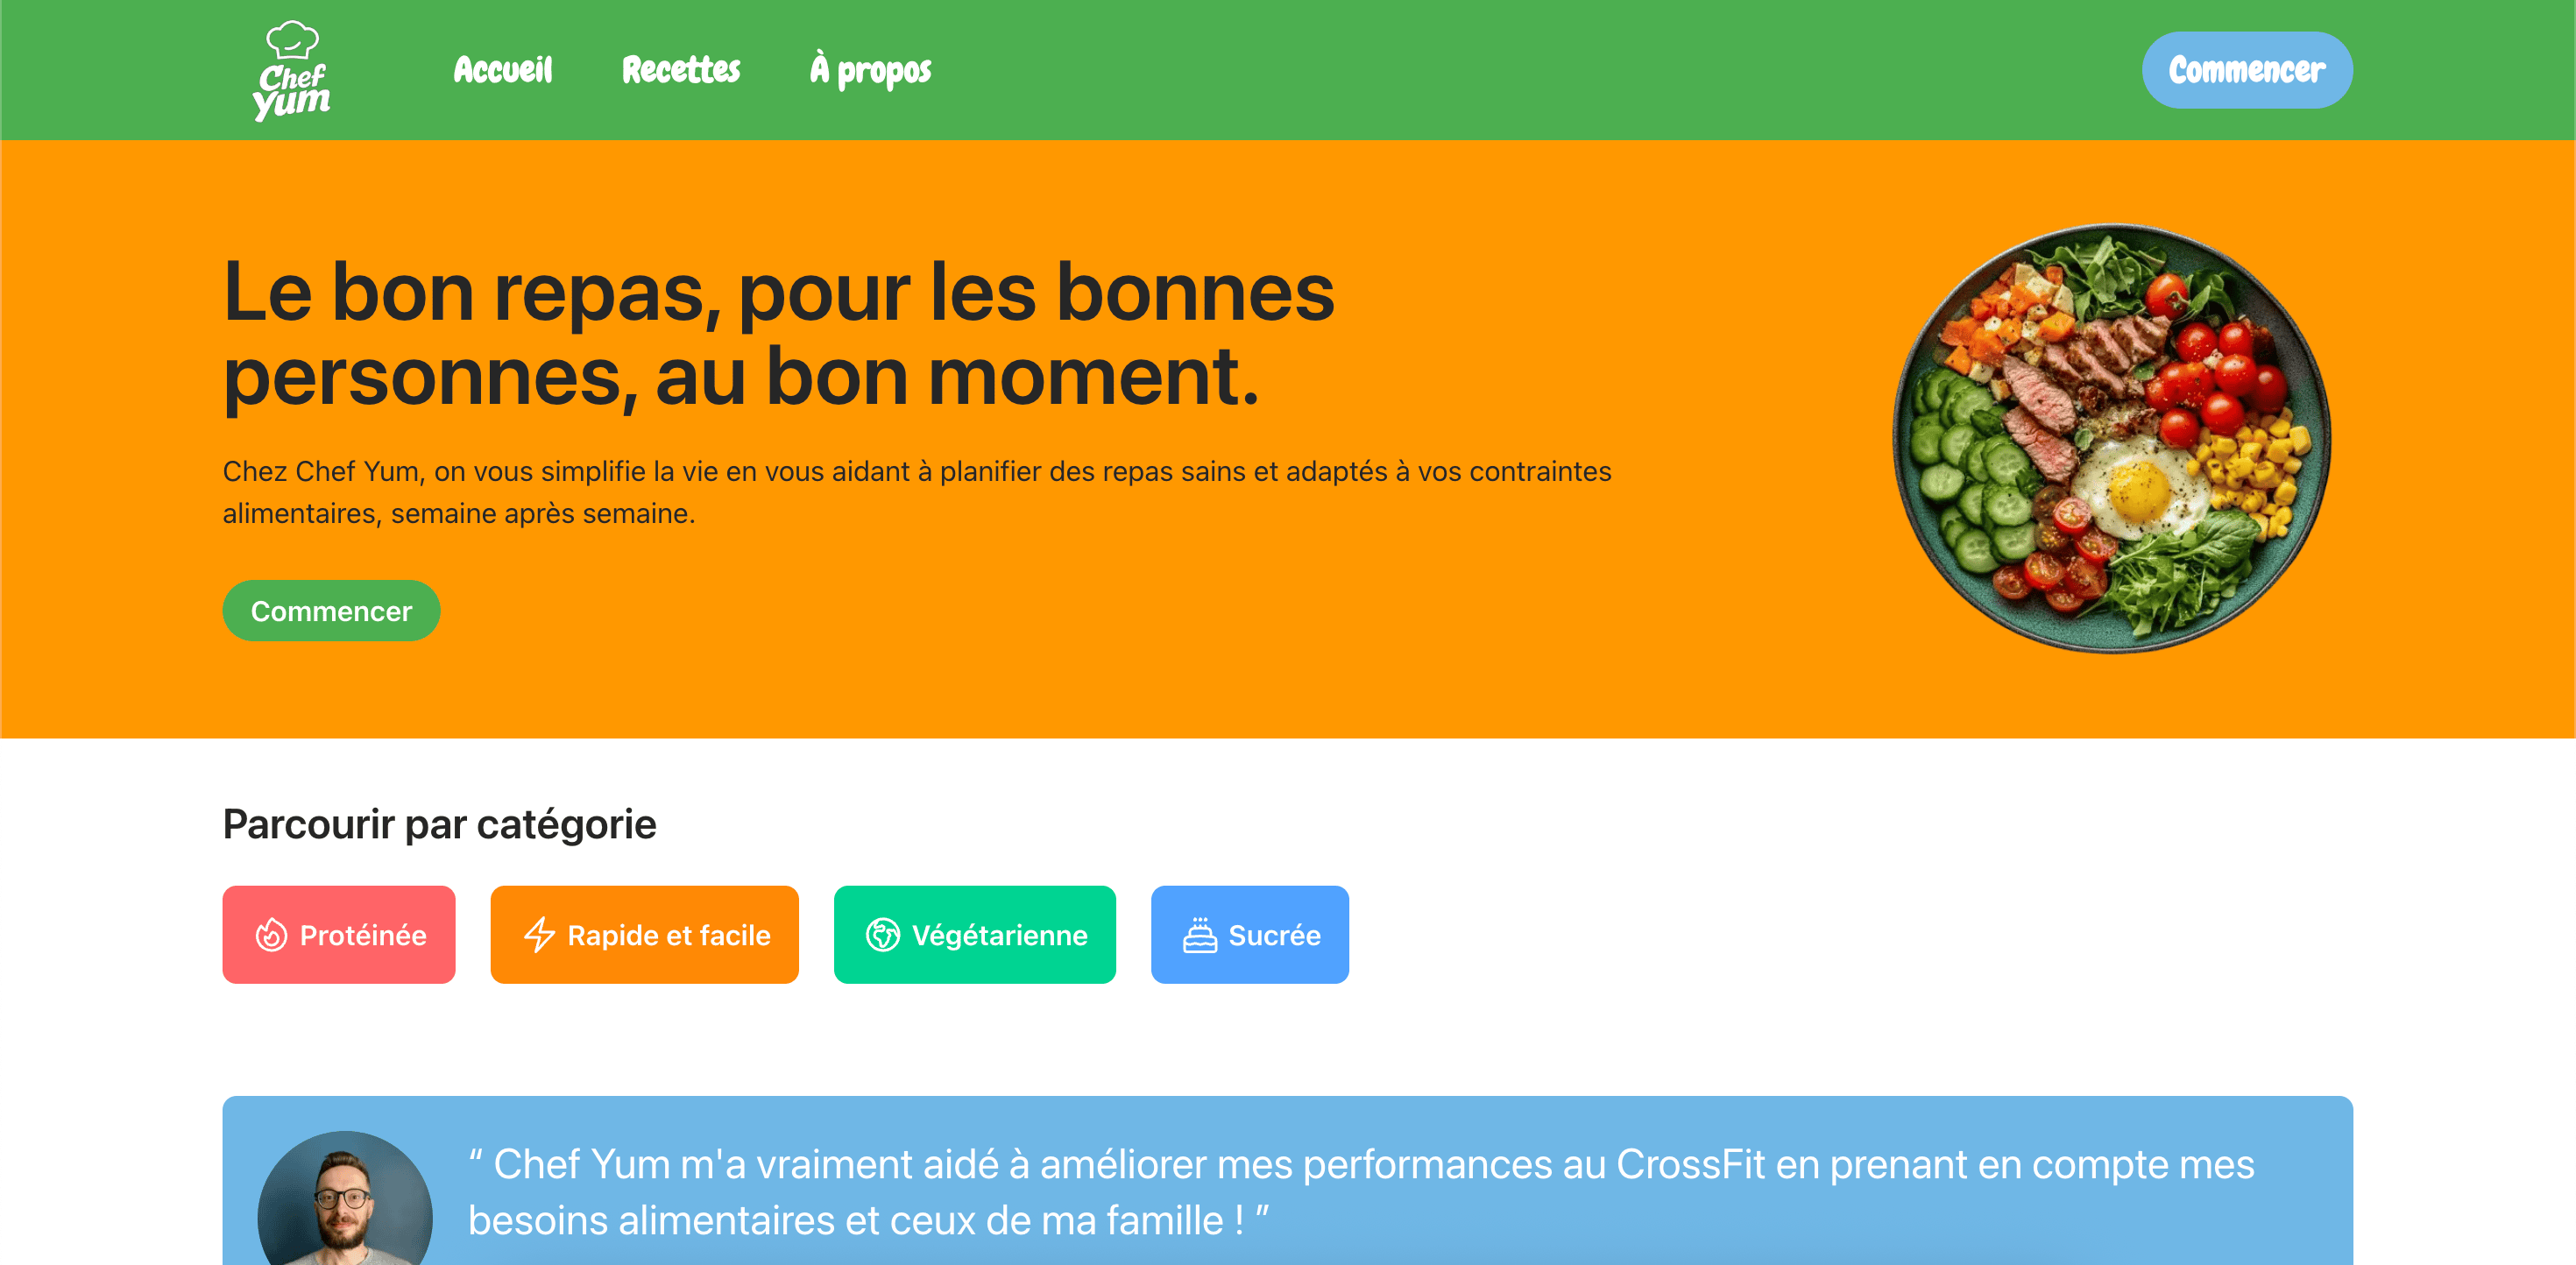 Chef
Yum
Accueil
Recettes
À propos
Commencer
Le bon repas, pour les bonnes
personnes, au bon moment.
Chez Chef Yum, on vous simplifie la vie en vous aidant à planifier des repas sains et adaptés à vos contraintes
alimentaires, semaine après semaine.
Commencer
Parcourir par catégorie
Protéinée
Rapide et facile
Végétarienne
Sucrée
“ Chef Yum m'a vraiment aidé à améliorer mes performances au CrossFit en prenant en compte mes
besoins alimentaires et ceux de ma famille ! ”